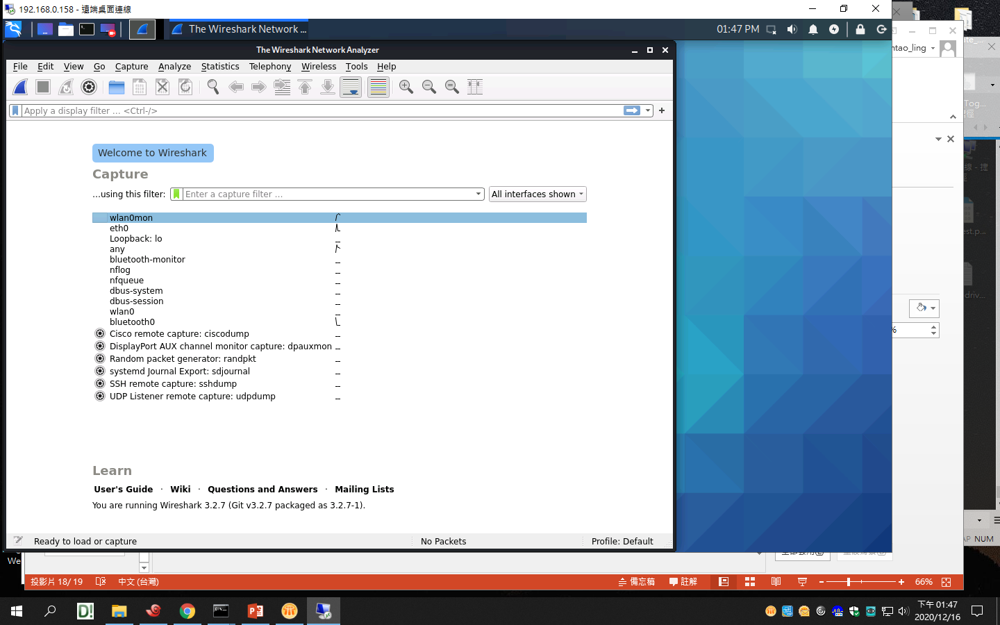 192.168.0.158 - 遠端桌面連線
The Wireshark Network ...
01:47 PM
The Wireshark Network Analyzer
File Edit View Go Capture Analyze Statistics Telephony Wireless Tools Help
Apply a display filter ... <Ctrl-/>
Welcome to Wireshark
Capture
...using this filter: Enter a capture filter ... All interfaces shown
wlan0mon
eth0
Loopback: lo
any
bluetooth-monitor
nflog
nfqueue
dbus-system
dbus-session
wlan0
bluetooth0
Cisco remote capture: ciscodump
DisplayPort AUX channel monitor capture: dpauxmon
Random packet generator: randpkt
systemd Journal Export: sdjournal
SSH remote capture: sshdump
UDP Listener remote capture: udpdump
Learn
User's Guide · Wiki · Questions and Answers · Mailing Lists
You are running Wireshark 3.2.7 (Git v3.2.7 packaged as 3.2.7-1).
Ready to load or capture No Packets Profile: Default
ntao_ling
Tog...
%
NUM
We
投影片 18/ 19 中文 (台灣) 備忘稿 註解 66%
下午 01:47
2020/12/16